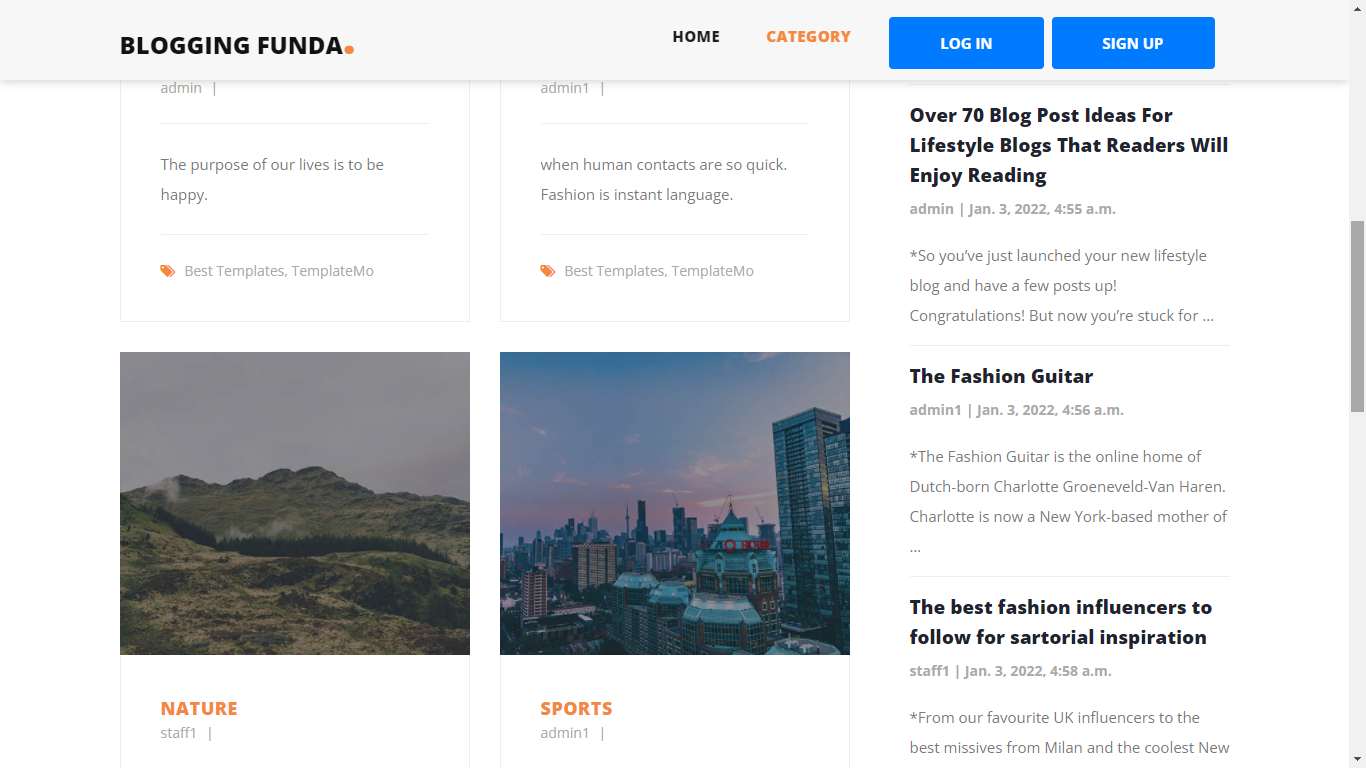 BLOGGING FUNDA.
HOME
CATEGORY
LOG IN
SIGN UP
admin |
The purpose of our lives is to be
happy.
Best Templates, TemplateMo
admin1 |
when human contacts are so quick.
Fashion is instant language.
Best Templates, TemplateMo
NATURE
staff1 |
HOTEL
SPORTS
admin1 |
Over 70 Blog Post Ideas For
Lifestyle Blogs That Readers Will
Enjoy Reading
admin | Jan. 3, 2022, 4:55 a.m.
*So you’ve just launched your new lifestyle
blog and have a few posts up!
Congratulations! But now you’re stuck for ...
The Fashion Guitar
admin1 | Jan. 3, 2022, 4:56 a.m.
*The Fashion Guitar is the online home of
Dutch-born Charlotte Groeneveld-Van Haren.
Charlotte is now a New York-based mother of
...
The best fashion influencers to
follow for sartorial inspiration
staff1 | Jan. 3, 2022, 4:58 a.m.
*From our favourite UK influencers to the
best missives from Milan and the coolest New